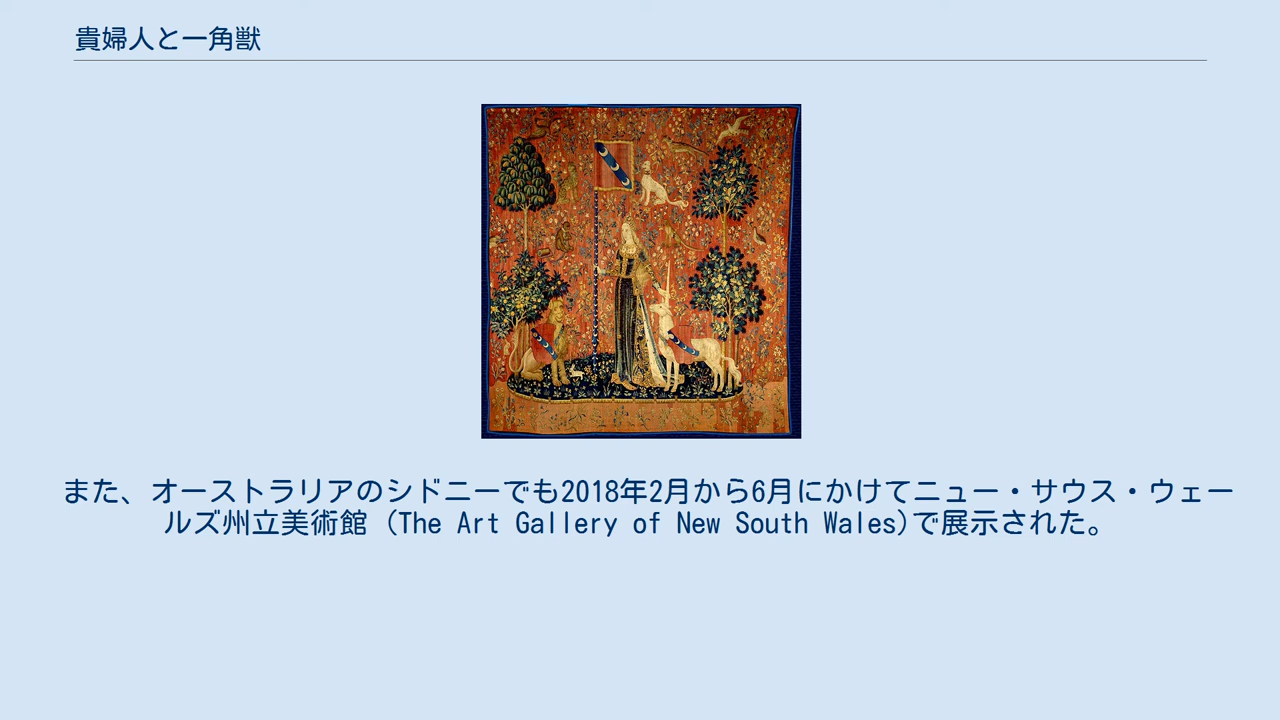 貴婦人と一角獣
また、オーストラリアのシドニーでも2018年2月から6月にかけてニュー・サウス・ウェー
ルズ州立美術館 (The Art Gallery of New South Wales)で展示された。